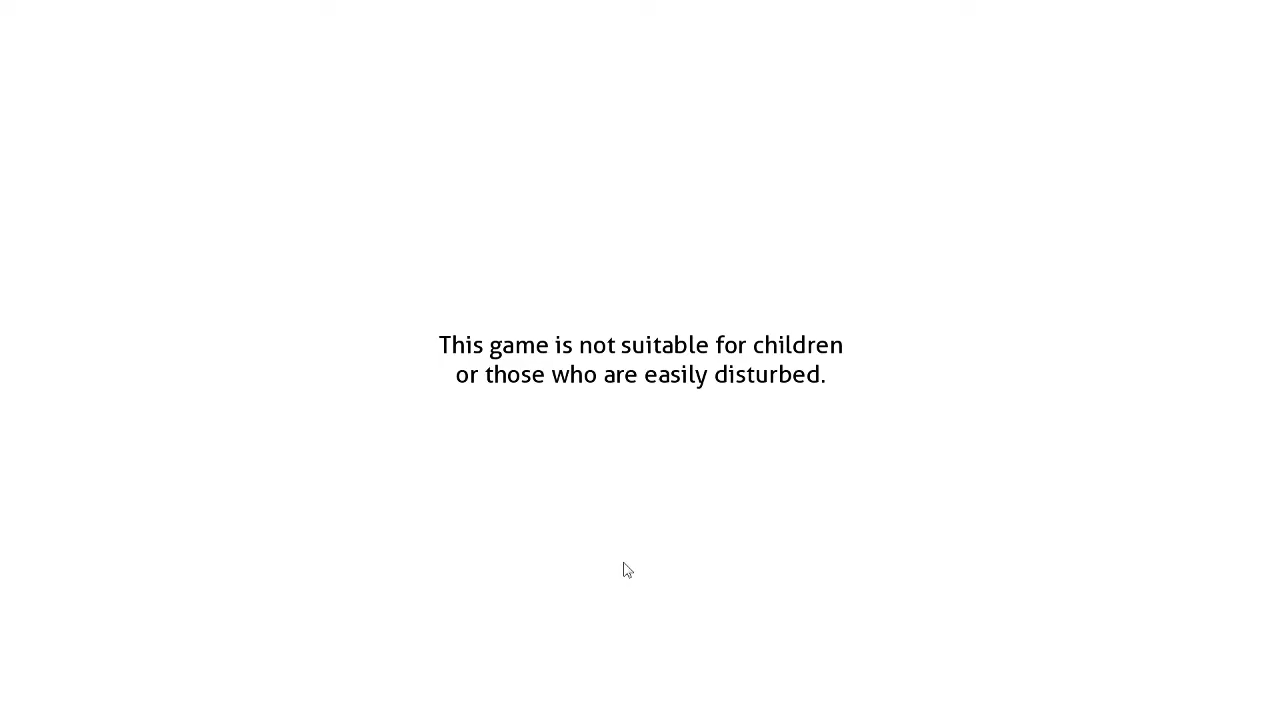 This game is not suitable for children
or those who are easily disturbed.